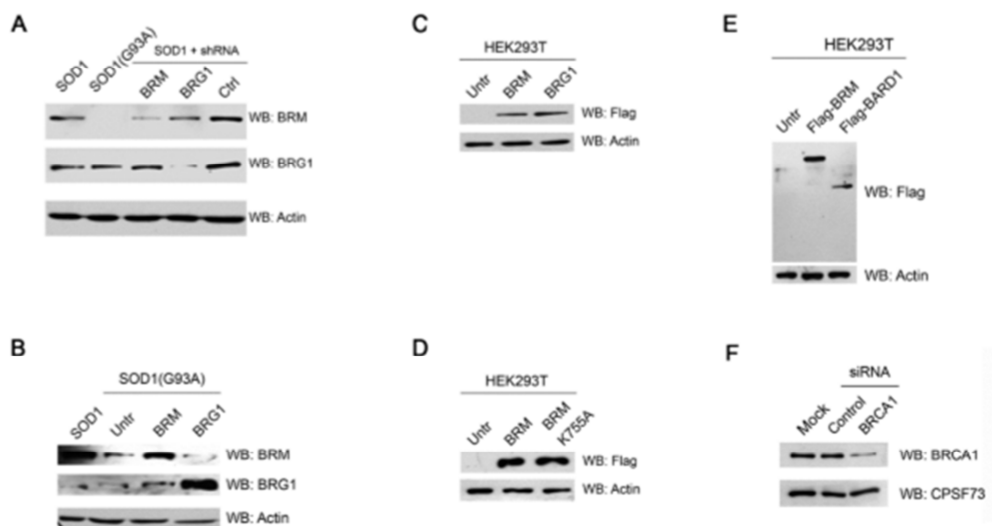 A
SOD1
SOD1(G93A)
SOD1 + shRNA
BRM
BRG1
Ctrl
WB: BRM
WB: BRG1
WB: Actin
B
SOD1(G93A)
SOD1
Untr
BRM
BRG1
WB: BRM
WB: BRG1
WB: Actin
C
HEK293T
Untr
BRM
BRG1
WB: Flag
WB: Actin
D
HEK293T
Untr
BRM
BRM
K755A
WB: Flag
WB: Actin
E
HEK293T
Untr
Flag-BRM
Flag-BARD1
WB: Flag
WB: Actin
F
siRNA
Mock
Control
BRCA1
WB: BRCA1
WB: CPSF73